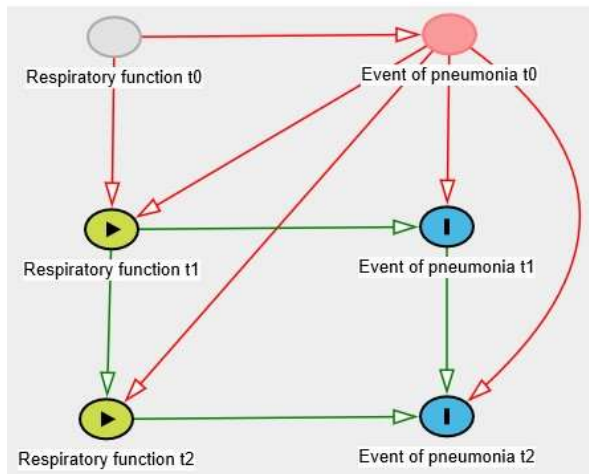 Respiratory function t0
Event of pneumonia t0
Respiratory function t1
Event of pneumonia t1
Respiratory function t2
Event of pneumonia t2